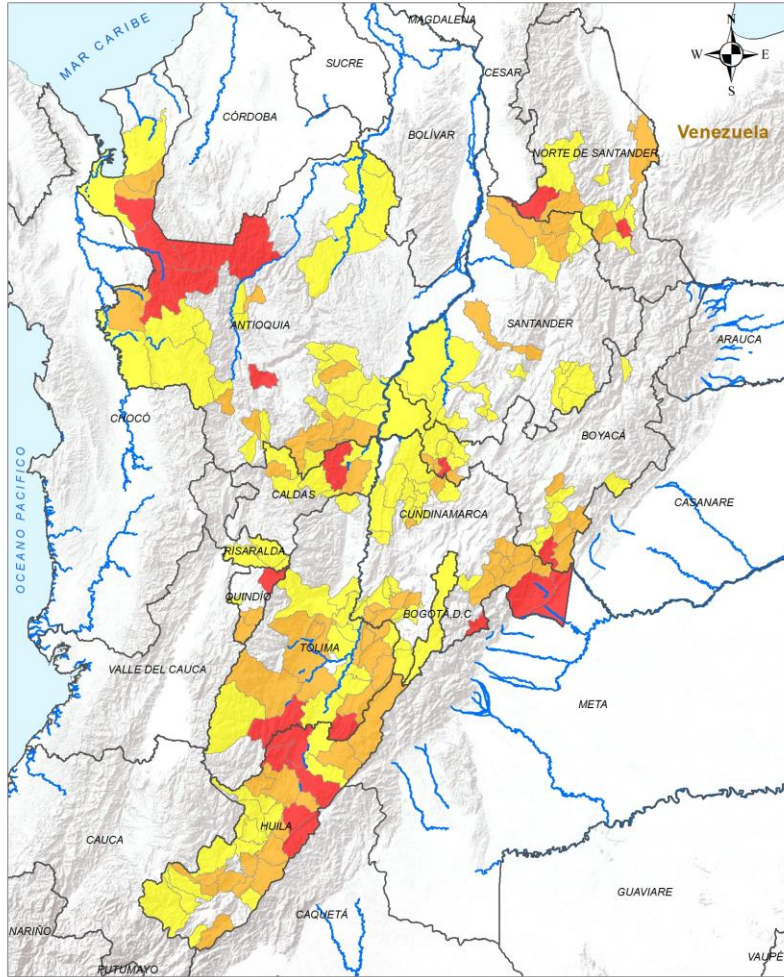 MAGDALENA
N
MAR CARIBE
SUCRE
W
E
CESAR
S
CÓRDOBA
BOLÍVAR
Venezuela
NORTE DE SANTANDER
SANTANDER
ANTIOQUIA
ARAUCA
CHOCÓ
BOYACÁ
OCEANO PACIFICO
CALDAS
CASANARE
CUNDINAMARCA
RISARALDA
QUINDÍO
BOGOTÁ, D.C
TOLIMA
VALLE DEL CAUCA
META
HUILA
CAUCA
GUAVIARE
CAQUETÁ
NARIÑO
VAUPÉ
PUTUMAYO